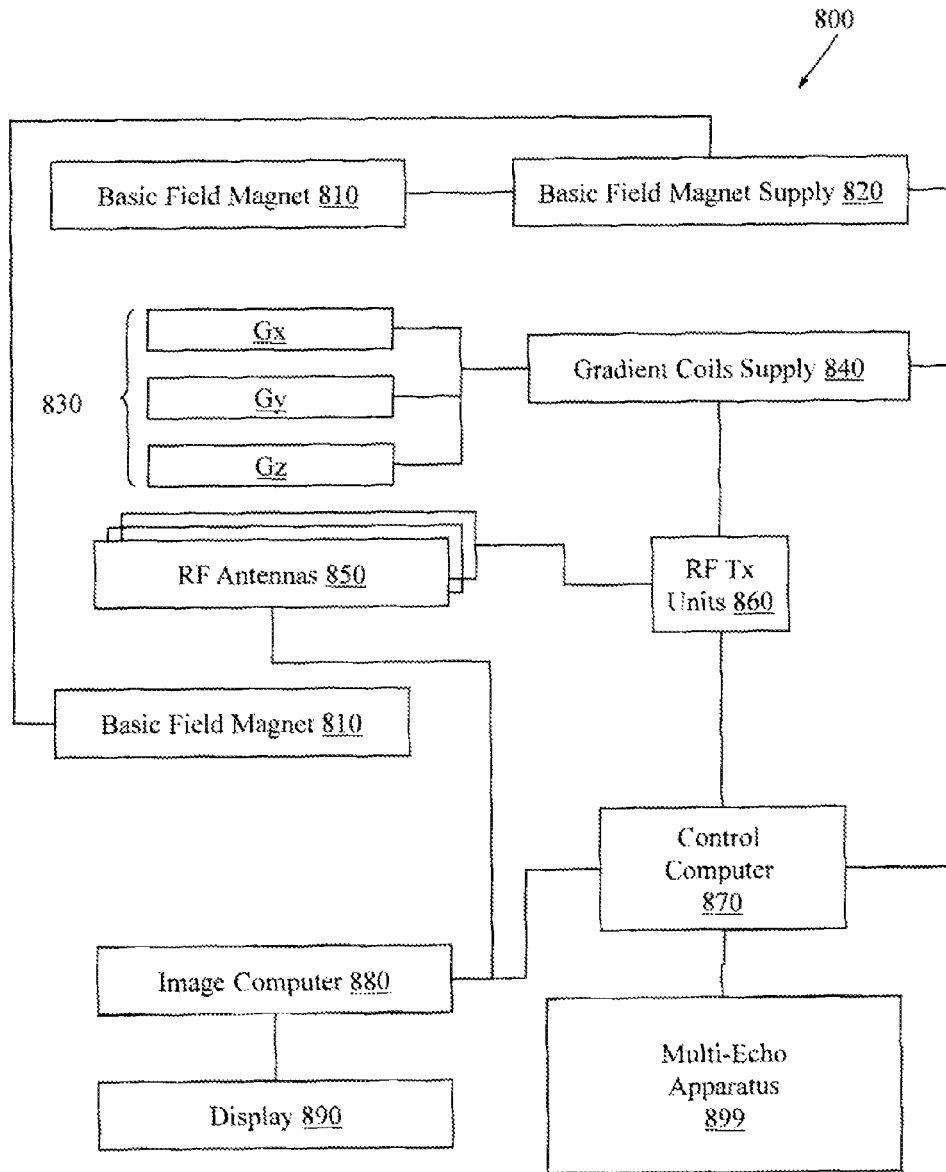 800
Basic Field Magnet 810
Basic Field Magnet Supply 820
Gx
830
Gy
Gz
Gradient Coils Supply 840
RF Antennas 850
RF Tx
Units 860
Basic Field Magnet 810
Control
Computer
870
Image Computer 880
Multi-Echo
Apparatus
899
Display 890